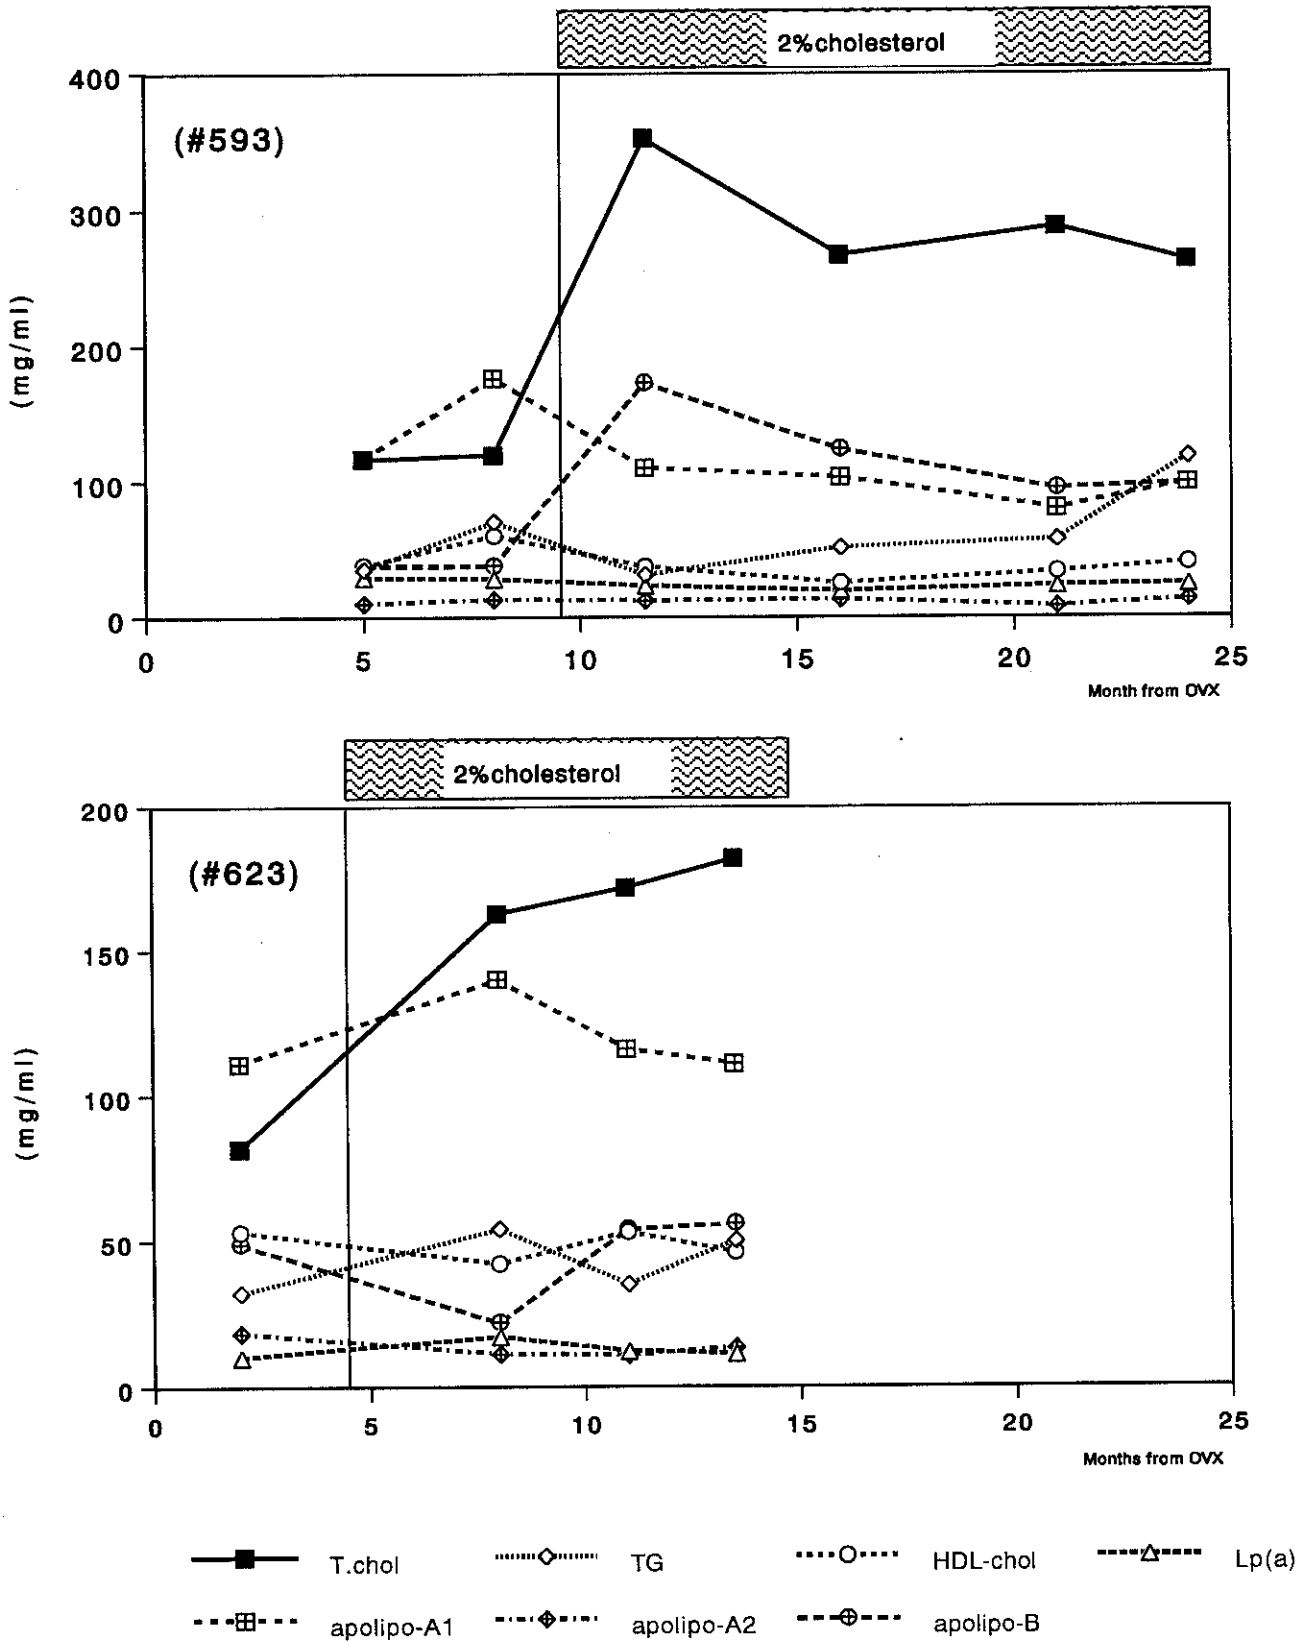 2%cholesterol
400
(#593)
300
(mg/ml)
200
100
0
0 5 10 15 20 25
Month from OVX
2%cholesterol
200
(#623)
150
(mg/ml)
100
50
0
0 5 10 15 20 25
Months from OVX
T.chol TG HDL-chol Lp(a)
apolipo-A1 apolipo-A2 apolipo-B